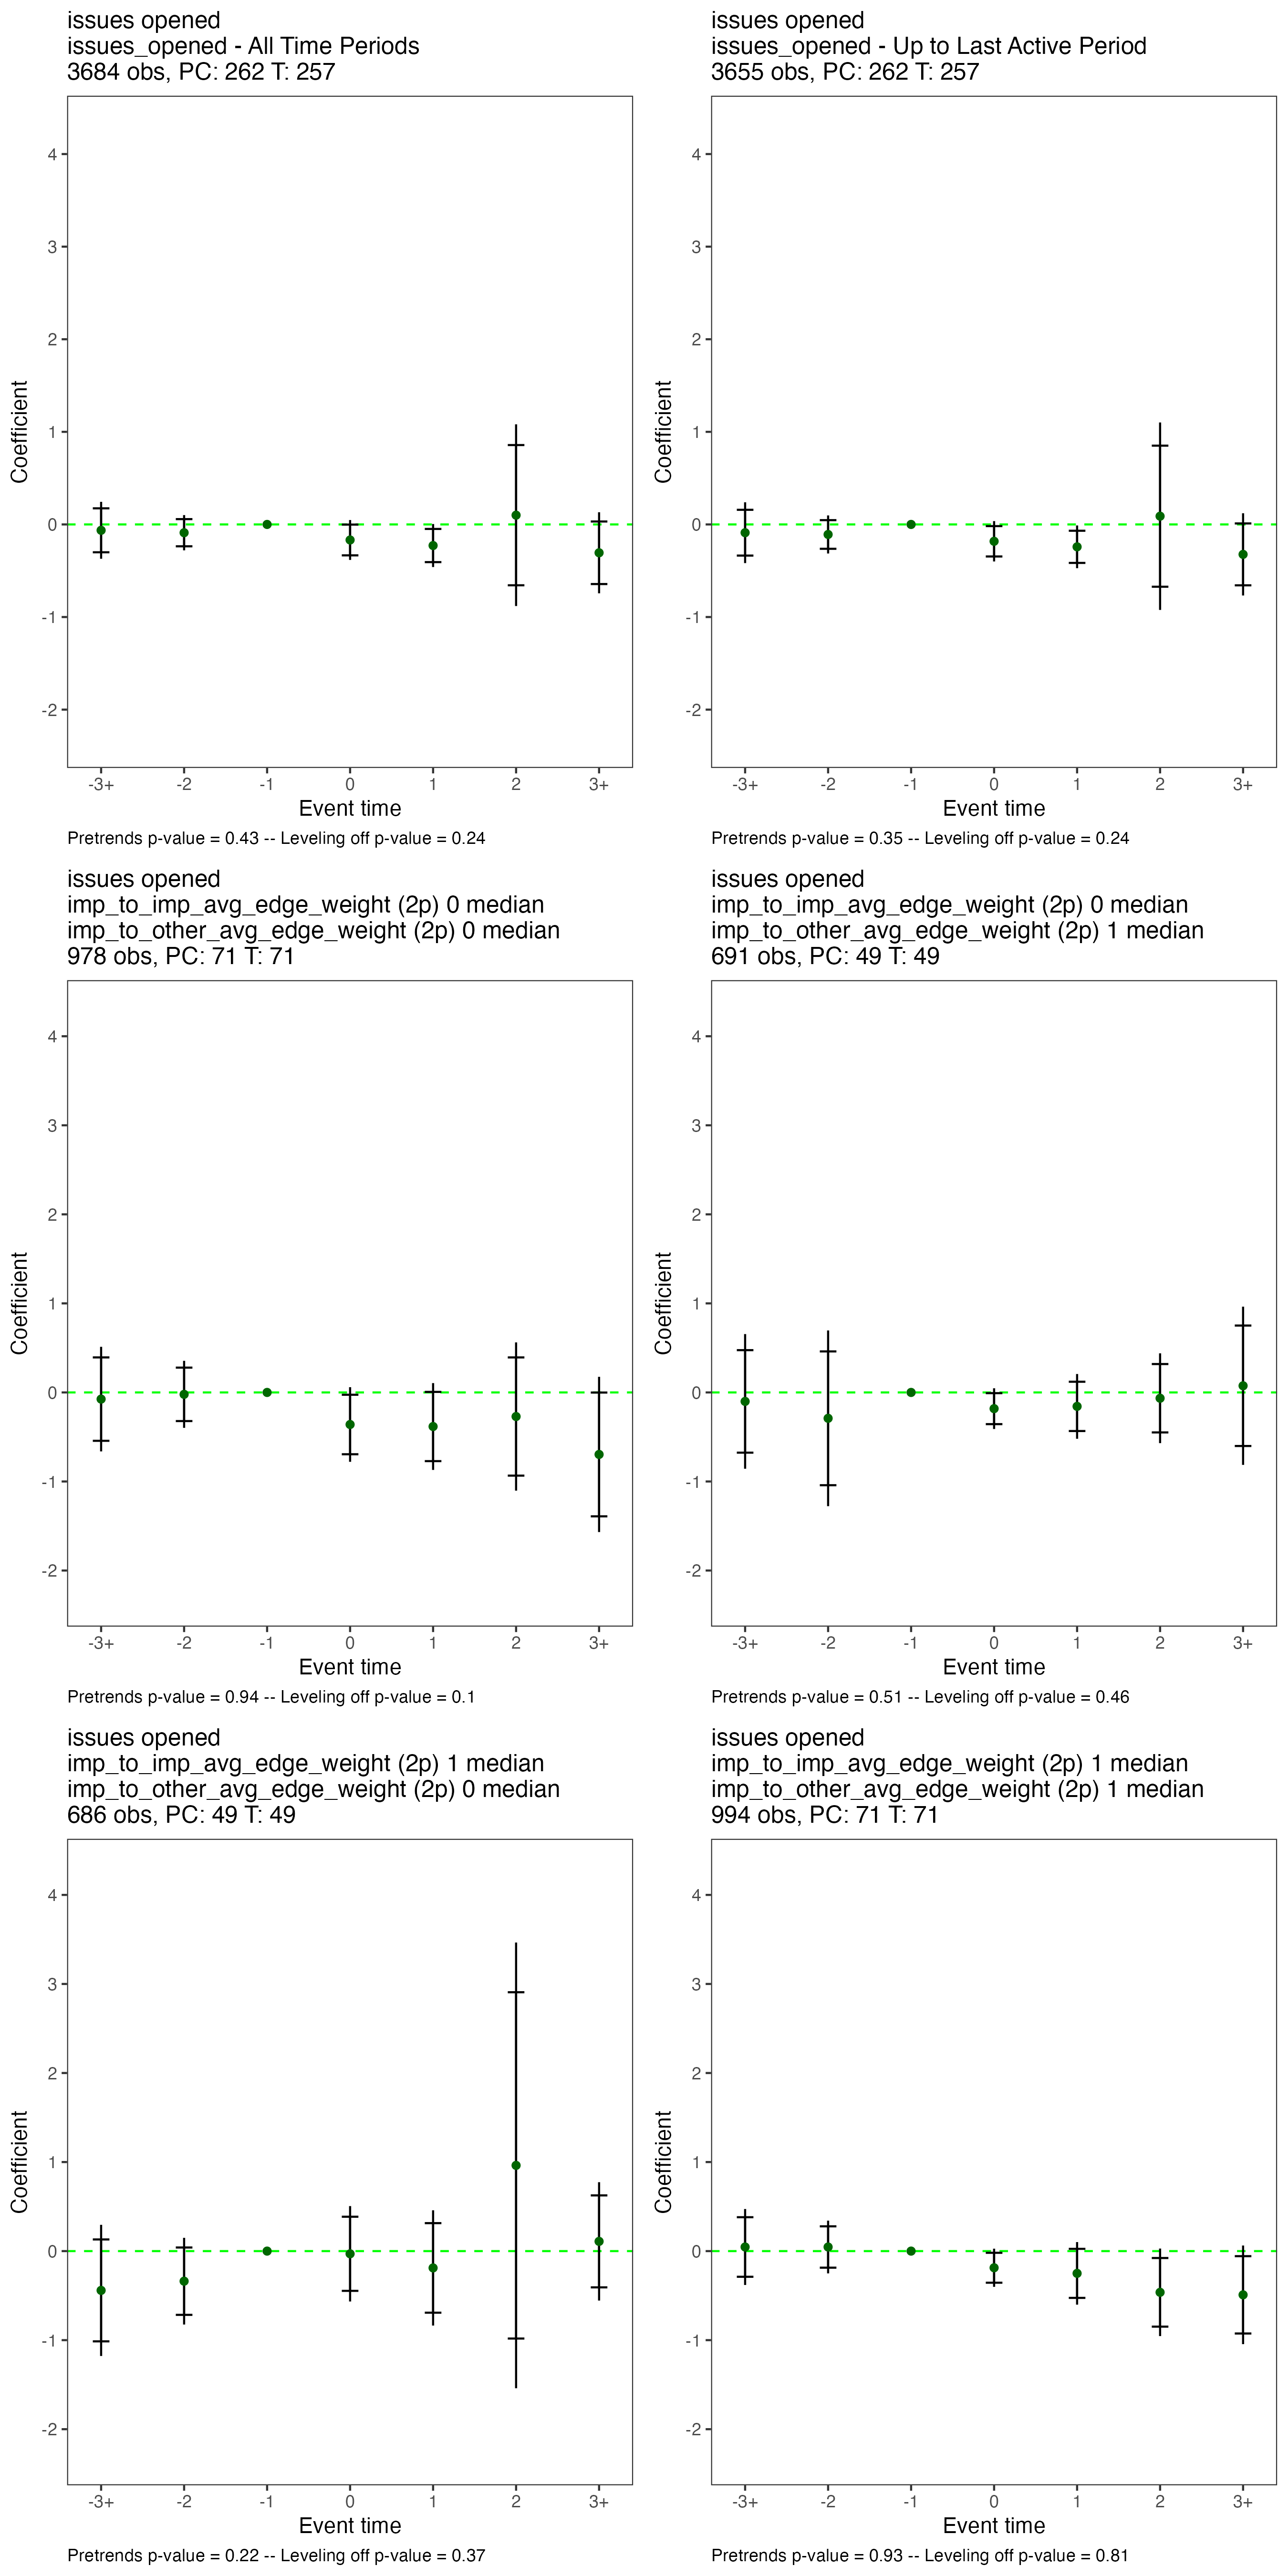 issues opened
issues_opened - All Time Periods
3684 obs, PC: 262 T: 257
4
3
2
1
0
-1
-2
Coefficient
-3+ -2 -1 0 1 2 3+
Event time
Pretrends p-value = 0.43 -- Leveling off p-value = 0.24
issues opened
issues_opened - Up to Last Active Period
3655 obs, PC: 262 T: 257
4
3
2
1
0
-1
-2
Coefficient
-3+ -2 -1 0 1 2 3+
Event time
Pretrends p-value = 0.35 -- Leveling off p-value = 0.24
issues opened
imp_to_imp_avg_edge_weight (2p) 0 median
imp_to_other_avg_edge_weight (2p) 0 median
978 obs, PC: 71 T: 71
4
3
2
1
0
-1
-2
Coefficient
-3+ -2 -1 0 1 2 3+
Event time
Pretrends p-value = 0.94 -- Leveling off p-value = 0.1
issues opened
imp_to_imp_avg_edge_weight (2p) 0 median
imp_to_other_avg_edge_weight (2p) 1 median
691 obs, PC: 49 T: 49
4
3
2
1
0
-1
-2
Coefficient
-3+ -2 -1 0 1 2 3+
Event time
Pretrends p-value = 0.51 -- Leveling off p-value = 0.46
issues opened
imp_to_imp_avg_edge_weight (2p) 1 median
imp_to_other_avg_edge_weight (2p) 0 median
686 obs, PC: 49 T: 49
4
3
2
1
0
-1
-2
Coefficient
-3+ -2 -1 0 1 2 3+
Event time
Pretrends p-value = 0.22 -- Leveling off p-value = 0.37
issues opened
imp_to_imp_avg_edge_weight (2p) 1 median
imp_to_other_avg_edge_weight (2p) 1 median
994 obs, PC: 71 T: 71
4
3
2
1
0
-1
-2
Coefficient
-3+ -2 -1 0 1 2 3+
Event time
Pretrends p-value = 0.93 -- Leveling off p-value = 0.81